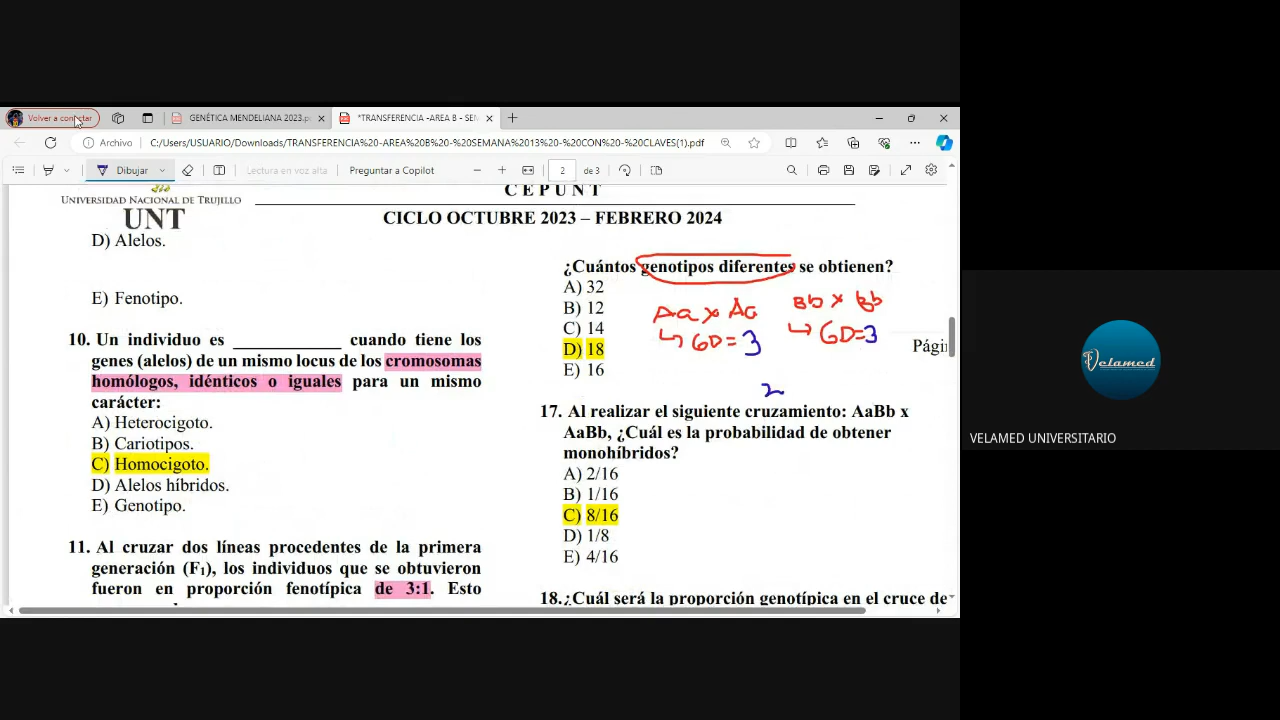 Volver a conectar
GENÉTICA MENDELIANA 2023.p
*TRANSFERENCIA -AREA B - SEM
Archivo
C:/Users/USUARIO/Downloads/TRANSFERENCIA%20-AREA%20B%20-%20SEMANA%2013%20-%20CON%20-%20CLAVES(1).pdf
Dibujar
Lectura en voz alta
Preguntar a Copilot
2
de 3
UNIVERSIDAD NACIONAL DE TRUJILLO
UNT
C E P U N T
CICLO OCTUBRE 2023 – FEBRERO 2024
D) Alelos.
E) Fenotipo.
10. Un individuo es ____________ cuando tiene los
genes (alelos) de un mismo locus de los cromosomas
homólogos, idénticos o iguales para un mismo
carácter:
A) Heterocigoto.
B) Cariotipos.
C) Homocigoto.
D) Alelos híbridos.
E) Genotipo.
11. Al cruzar dos líneas procedentes de la primera
generación (F₁), los individuos que se obtuvieron
fueron en proporción fenotípica de 3:1. Esto
¿Cuántos genotipos diferentes se obtienen?
A) 32
B) 12
C) 14
D) 18
E) 16
Aa x Aa
↳ GD = 3
Bb x Bb
↳ GD=3
2
Págin
17. Al realizar el siguiente cruzamiento: AaBb x
AaBb, ¿Cuál es la probabilidad de obtener
monohíbridos?
A) 2/16
B) 1/16
C) 8/16
D) 1/8
E) 4/16
18. ¿Cuál será la proporción genotípica en el cruce de
Velamed
VELAMED UNIVERSITARIO